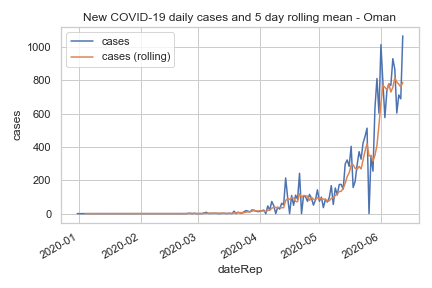 New COVID-19 daily cases and 5 day rolling mean - Oman
cases
cases (rolling)
1000
800
600
400
200
0
cases
2020-01
2020-02
2020-03
2020-04
2020-05
2020-06
dateRep